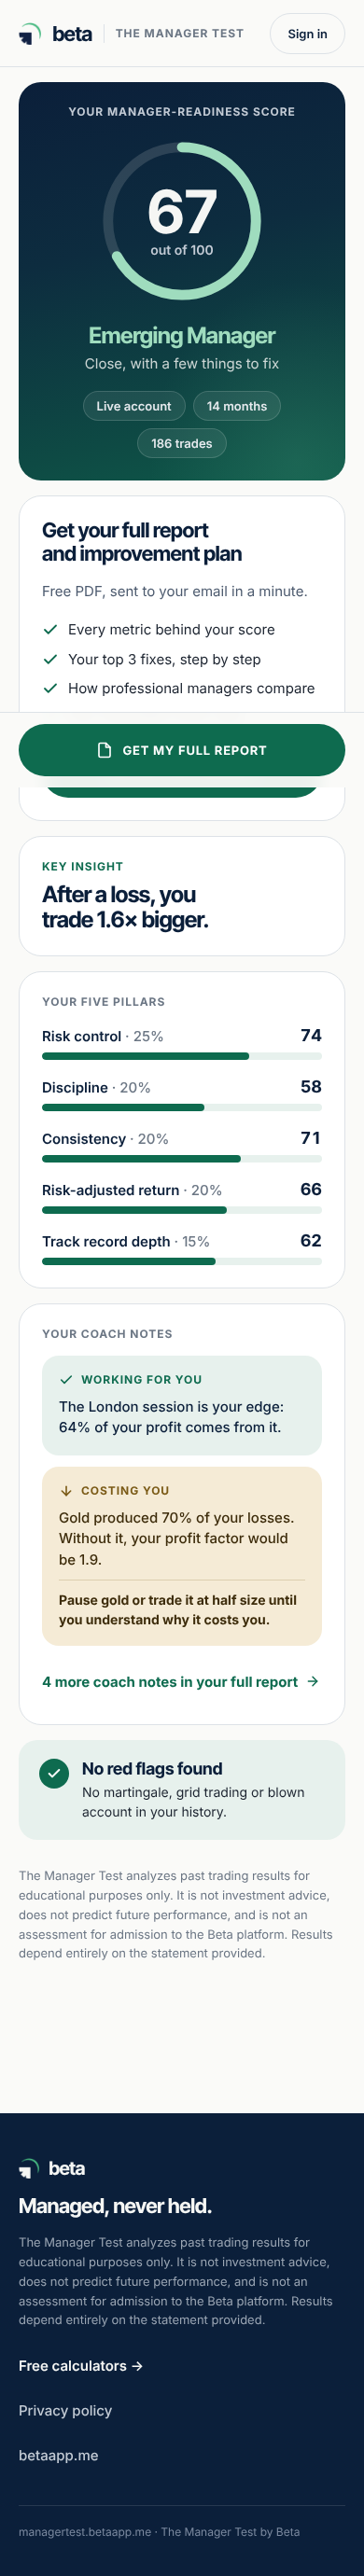 beta THE MANAGER TEST Sign in
YOUR MANAGER-READINESS SCORE
67
out of 100
Emerging Manager
Close, with a few things to fix
Live account 14 months
186 trades
Get your full report
and improvement plan
Free PDF, sent to your email in a minute.
Every metric behind your score
Your top 3 fixes, step by step
How professional managers compare
GET MY FULL REPORT
KEY INSIGHT
After a loss, you
trade 1.6× bigger.
YOUR FIVE PILLARS
Risk control · 25% 74
Discipline · 20% 58
Consistency · 20% 71
Risk-adjusted return · 20% 66
Track record depth · 15% 62
YOUR COACH NOTES
WORKING FOR YOU
The London session is your edge:
64% of your profit comes from it.
COSTING YOU
Gold produced 70% of your losses.
Without it, your profit factor would
be 1.9.
Pause gold or trade it at half size until
you understand why it costs you.
4 more coach notes in your full report →
No red flags found
No martingale, grid trading or blown
account in your history.
The Manager Test analyzes past trading results for
educational purposes only. It is not investment advice,
does not predict future performance, and is not an
assessment for admission to the Beta platform. Results
depend entirely on the statement provided.
beta
Managed, never held.
The Manager Test analyzes past trading results for
educational purposes only. It is not investment advice,
does not predict future performance, and is not an
assessment for admission to the Beta platform. Results
depend entirely on the statement provided.
Free calculators →
Privacy policy
betaapp.me
managertest.betaapp.me · The Manager Test by Beta